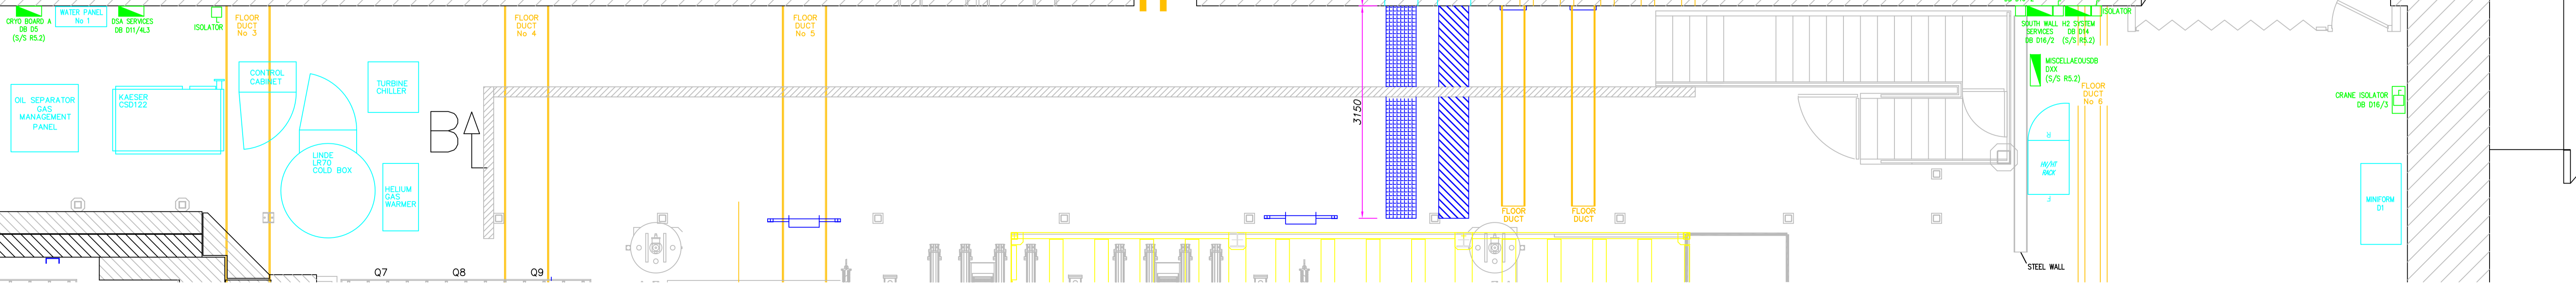 CRYO BOARD A
DB D5
(S/S R5.2)
WATER PANEL
No 1
DSA SERVICES
DB D11/4L3
ISOLATOR
FLOOR
DUCT
No 3
FLOOR
DUCT
No 4
FLOOR
DUCT
No 5
SOUTH WALL
SERVICES
DB D16/2
H2 SYSTEM
DB D14
(S/S R5.2)
ISOLATOR
MISCELLAEOUSDB
DXX
(S/S R5.2)
FLOOR
DUCT
No 6
CRANE ISOLATOR
DB D16/3
OIL SEPARATOR
GAS
MANAGEMENT
PANEL
KAESER
CSD122
CONTROL
CABINET
TURBINE
CHILLER
LINDE
LR70
COLD BOX
HELIUM
GAS
WARMER
B
3150
FLOOR
DUCT
FLOOR
DUCT
RACK
MINIFORM
D1
STEEL WALL
Q7
Q8
Q9